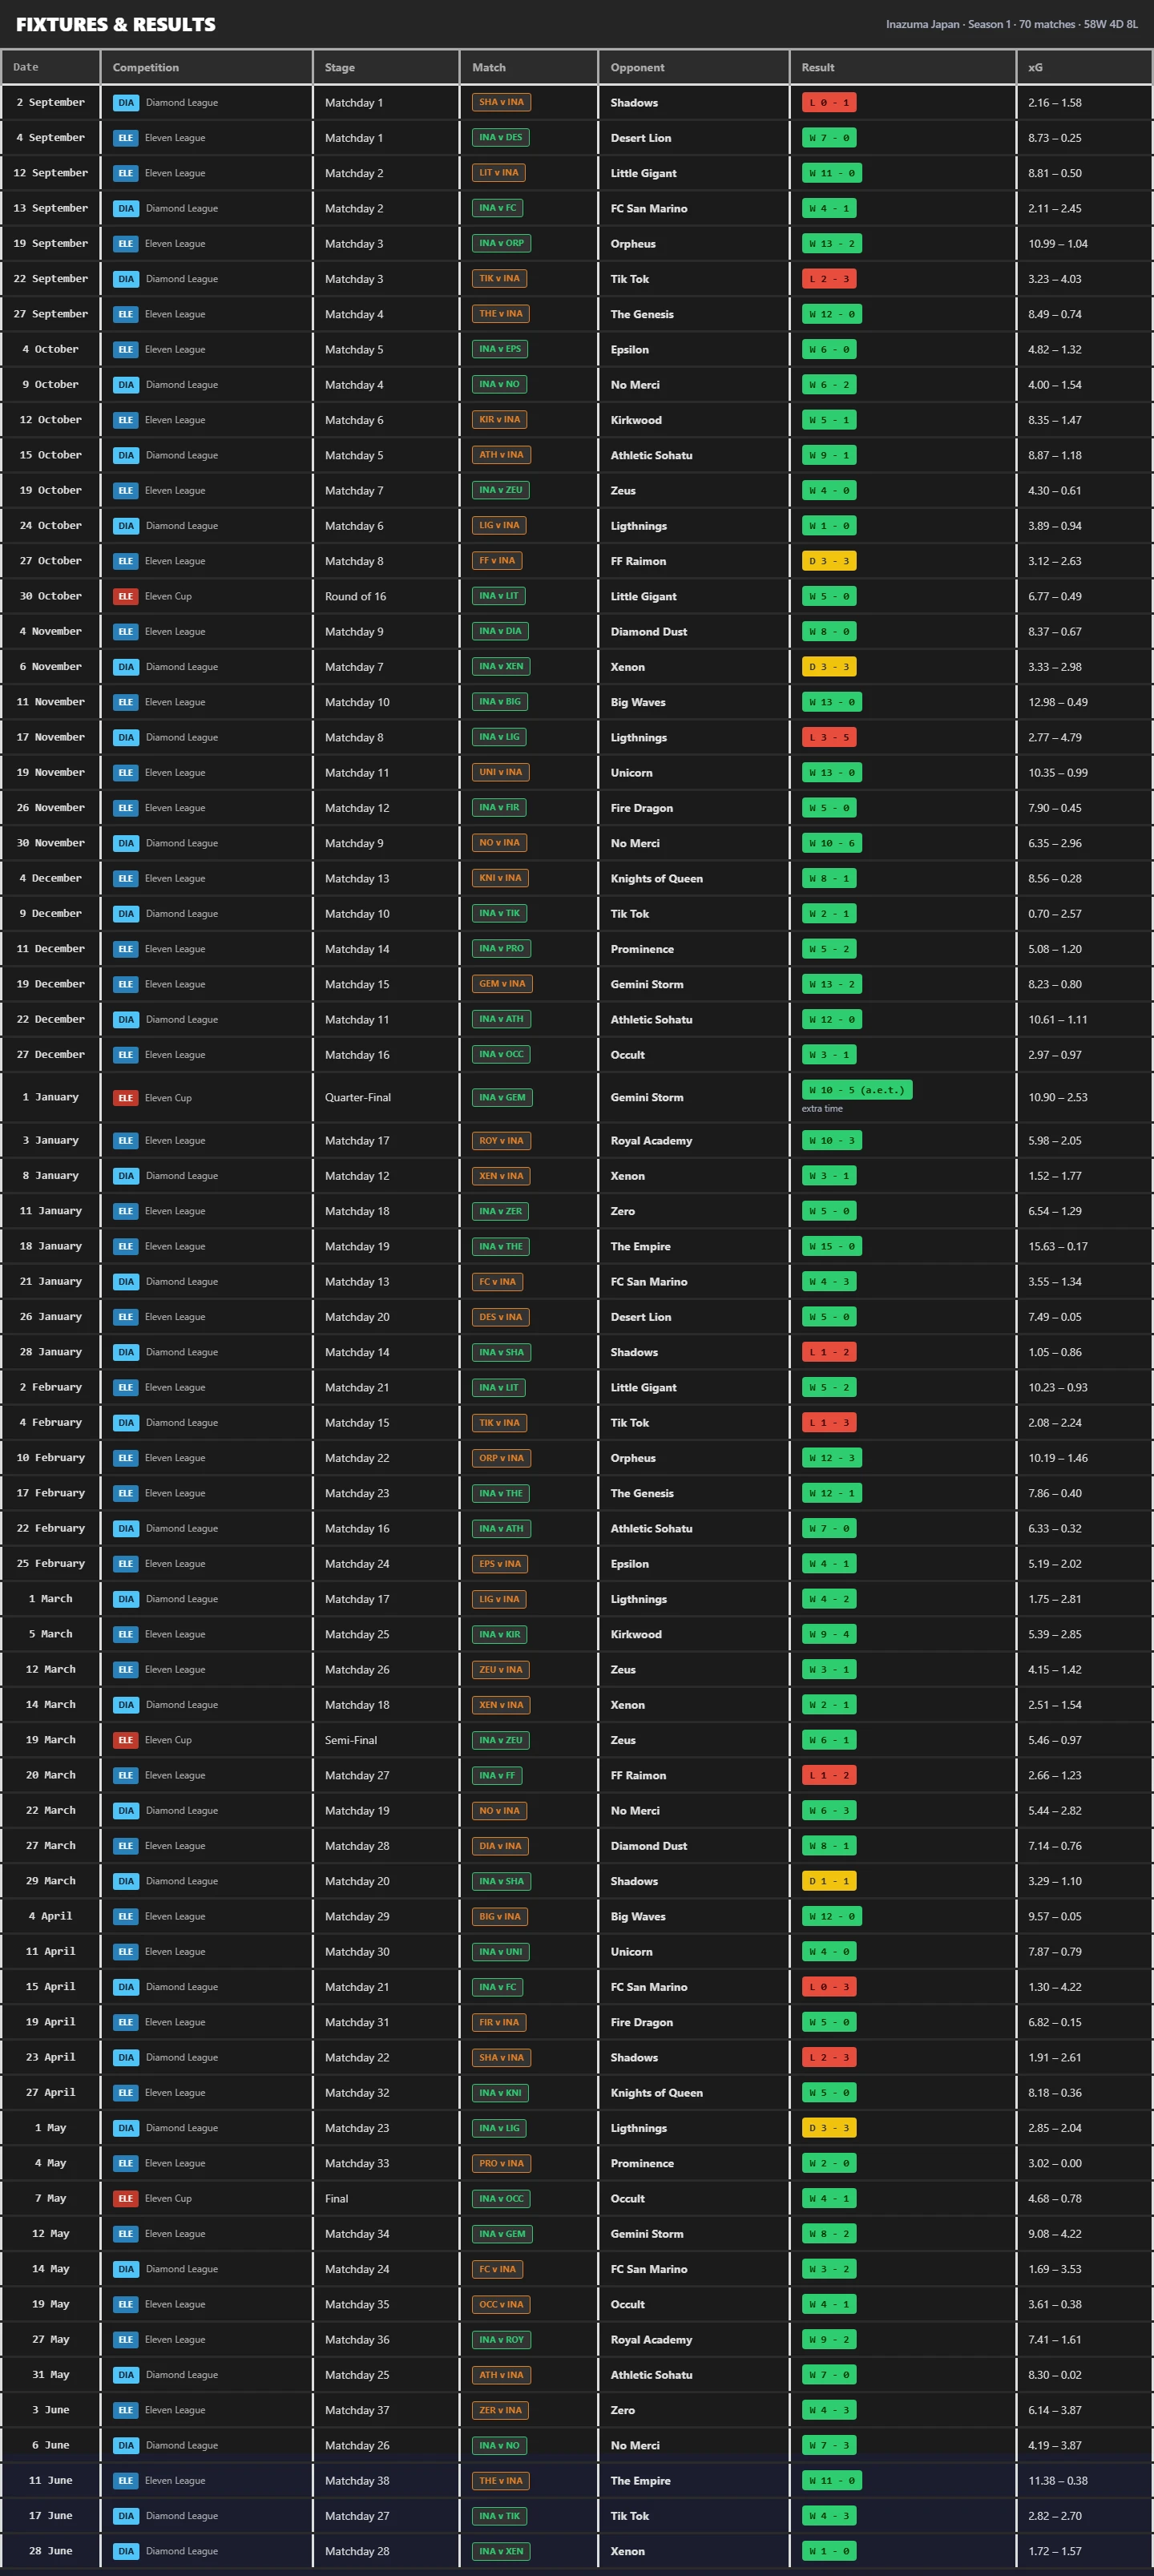 FIXTURES & RESULTS Inazuma Japan · Season 1 · 70 matches · 58W 4D 8L
Date Competition Stage Match Opponent Result xG
2 September DIA Diamond League Matchday 1 SHA v INA Shadows L 0 - 1 2.16 – 1.58
4 September ELE Eleven League Matchday 1 INA v DES Desert Lion W 7 - 0 8.73 – 0.25
12 September ELE Eleven League Matchday 2 LIT v INA Little Gigant W 11 - 0 8.81 – 0.50
13 September DIA Diamond League Matchday 2 INA v FC FC San Marino W 4 - 1 2.11 – 2.45
19 September ELE Eleven League Matchday 3 INA v ORP Orpheus W 13 - 2 10.99 – 1.04
22 September DIA Diamond League Matchday 3 TIK v INA Tik Tok L 2 - 3 3.23 – 4.03
27 September ELE Eleven League Matchday 4 THE v INA The Genesis W 12 - 0 8.49 – 0.74
4 October ELE Eleven League Matchday 5 INA v EPS Epsilon W 6 - 0 4.82 – 1.32
9 October DIA Diamond League Matchday 4 INA v NO No Merci W 6 - 2 4.00 – 1.54
12 October ELE Eleven League Matchday 6 KIR v INA Kirkwood W 5 - 1 8.35 – 1.47
15 October DIA Diamond League Matchday 5 ATH v INA Athletic Sohatu W 9 - 1 8.87 – 1.18
19 October ELE Eleven League Matchday 7 INA v ZEU Zeus W 4 - 0 4.30 – 0.61
24 October DIA Diamond League Matchday 6 LIG v INA Ligthnings W 1 - 0 3.89 – 0.94
27 October ELE Eleven League Matchday 8 FF v INA FF Raimon D 3 - 3 3.12 – 2.63
30 October ELE Eleven Cup Round of 16 INA v LIT Little Gigant W 5 - 0 6.77 – 0.49
4 November ELE Eleven League Matchday 9 INA v DIA Diamond Dust W 8 - 0 8.37 – 0.67
6 November DIA Diamond League Matchday 7 INA v XEN Xenon D 3 - 3 3.33 – 2.98
11 November ELE Eleven League Matchday 10 INA v BIG Big Waves W 13 - 0 12.98 – 0.49
17 November DIA Diamond League Matchday 8 INA v LIG Ligthnings L 3 - 5 2.77 – 4.79
19 November ELE Eleven League Matchday 11 UNI v INA Unicorn W 13 - 0 10.35 – 0.99
26 November ELE Eleven League Matchday 12 INA v FIR Fire Dragon W 5 - 0 7.90 – 0.45
30 November DIA Diamond League Matchday 9 NO v INA No Merci W 10 - 6 6.35 – 2.96
4 December ELE Eleven League Matchday 13 KNI v INA Knights of Queen W 8 - 1 8.56 – 0.28
9 December DIA Diamond League Matchday 10 INA v TIK Tik Tok W 2 - 1 0.70 – 2.57
11 December ELE Eleven League Matchday 14 INA v PRO Prominence W 5 - 2 5.08 – 1.20
19 December ELE Eleven League Matchday 15 GEM v INA Gemini Storm W 13 - 2 8.23 – 0.80
22 December DIA Diamond League Matchday 11 INA v ATH Athletic Sohatu W 12 - 0 10.61 – 1.11
27 December ELE Eleven League Matchday 16 INA v OCC Occult W 3 - 1 2.97 – 0.97
1 January ELE Eleven Cup Quarter-Final INA v GEM Gemini Storm W 10 - 5 (a.e.t.) 10.90 – 2.53
extra time
3 January ELE Eleven League Matchday 17 ROY v INA Royal Academy W 10 - 3 5.98 – 2.05
8 January DIA Diamond League Matchday 12 XEN v INA Xenon W 3 - 1 1.52 – 1.77
11 January ELE Eleven League Matchday 18 INA v ZER Zero W 5 - 0 6.54 – 1.29
18 January ELE Eleven League Matchday 19 INA v THE The Empire W 15 - 0 15.63 – 0.17
21 January DIA Diamond League Matchday 13 FC v INA FC San Marino W 4 - 3 3.55 – 1.34
26 January ELE Eleven League Matchday 20 DES v INA Desert Lion W 5 - 0 7.49 – 0.05
28 January DIA Diamond League Matchday 14 INA v SHA Shadows L 1 - 2 1.05 – 0.86
2 February ELE Eleven League Matchday 21 INA v LIT Little Gigant W 5 - 2 10.23 – 0.93
4 February DIA Diamond League Matchday 15 TIK v INA Tik Tok L 1 - 3 2.08 – 2.24
10 February ELE Eleven League Matchday 22 ORP v INA Orpheus W 12 - 3 10.19 – 1.46
17 February ELE Eleven League Matchday 23 INA v THE The Genesis W 12 - 1 7.86 – 0.40
22 February DIA Diamond League Matchday 16 INA v ATH Athletic Sohatu W 7 - 0 6.33 – 0.32
25 February ELE Eleven League Matchday 24 EPS v INA Epsilon W 4 - 1 5.19 – 2.02
1 March DIA Diamond League Matchday 17 LIG v INA Ligthnings W 4 - 2 1.75 – 2.81
5 March ELE Eleven League Matchday 25 INA v KIR Kirkwood W 9 - 4 5.39 – 2.85
12 March ELE Eleven League Matchday 26 ZEU v INA Zeus W 3 - 1 4.15 – 1.42
14 March DIA Diamond League Matchday 18 XEN v INA Xenon W 2 - 1 2.51 – 1.54
19 March ELE Eleven Cup Semi-Final INA v ZEU Zeus W 6 - 1 5.46 – 0.97
20 March ELE Eleven League Matchday 27 INA v FF FF Raimon L 1 - 2 2.66 – 1.23
22 March DIA Diamond League Matchday 19 NO v INA No Merci W 6 - 3 5.44 – 2.82
27 March ELE Eleven League Matchday 28 DIA v INA Diamond Dust W 8 - 1 7.14 – 0.76
29 March DIA Diamond League Matchday 20 INA v SHA Shadows D 1 - 1 3.29 – 1.10
4 April ELE Eleven League Matchday 29 BIG v INA Big Waves W 12 - 0 9.57 – 0.05
11 April ELE Eleven League Matchday 30 INA v UNI Unicorn W 4 - 0 7.87 – 0.79
15 April DIA Diamond League Matchday 21 INA v FC FC San Marino L 0 - 3 1.30 – 4.22
19 April ELE Eleven League Matchday 31 FIR v INA Fire Dragon W 5 - 0 6.82 – 0.15
23 April DIA Diamond League Matchday 22 SHA v INA Shadows L 2 - 3 1.91 – 2.61
27 April ELE Eleven League Matchday 32 INA v KNI Knights of Queen W 5 - 0 8.18 – 0.36
1 May DIA Diamond League Matchday 23 INA v LIG Ligthnings D 3 - 3 2.85 – 2.04
4 May ELE Eleven League Matchday 33 PRO v INA Prominence W 2 - 0 3.02 – 0.00
7 May ELE Eleven Cup Final INA v OCC Occult W 4 - 1 4.68 – 0.78
12 May ELE Eleven League Matchday 34 INA v GEM Gemini Storm W 8 - 2 9.08 – 4.22
14 May DIA Diamond League Matchday 24 FC v INA FC San Marino W 3 - 2 1.69 – 3.53
19 May ELE Eleven League Matchday 35 OCC v INA Occult W 4 - 1 3.61 – 0.38
27 May ELE Eleven League Matchday 36 INA v ROY Royal Academy W 9 - 2 7.41 – 1.61
31 May DIA Diamond League Matchday 25 ATH v INA Athletic Sohatu W 7 - 0 8.30 – 0.02
3 June ELE Eleven League Matchday 37 ZER v INA Zero W 4 - 3 6.14 – 3.87
6 June DIA Diamond League Matchday 26 INA v NO No Merci W 7 - 3 4.19 – 3.87
11 June ELE Eleven League Matchday 38 THE v INA The Empire W 11 - 0 11.38 – 0.38
17 June DIA Diamond League Matchday 27 INA v TIK Tik Tok W 4 - 3 2.82 – 2.70
28 June DIA Diamond League Matchday 28 INA v XEN Xenon W 1 - 0 1.72 – 1.57